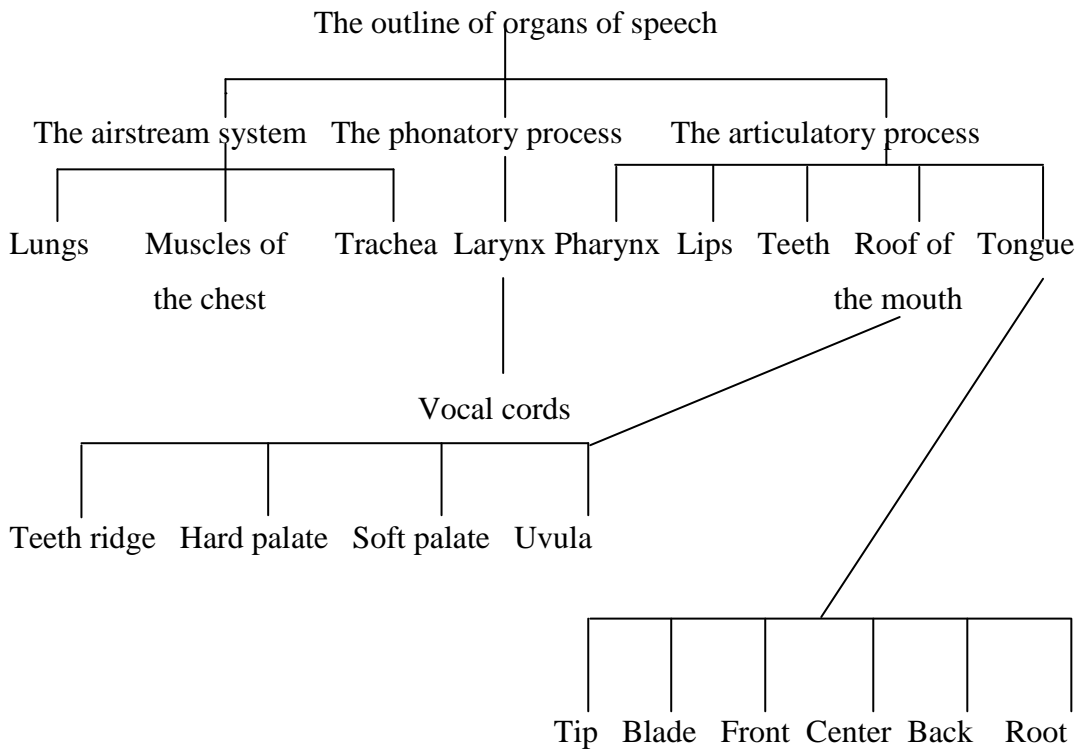 The outline of organs of speech
The airstream system The phonatory process The articulatory process
Lungs Muscles of the chest Trachea Larynx Pharynx Lips Teeth Roof of the mouth Tongue
Vocal cords
Teeth ridge Hard palate Soft palate Uvula
Tip Blade Front Center Back Root